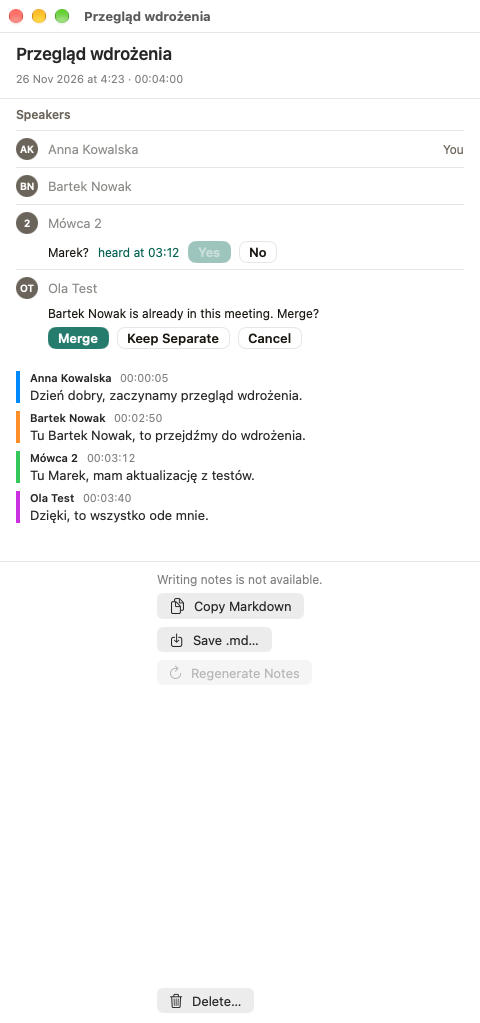 Przegląd wdrożenia
Przegląd wdrożenia
26 Nov 2026 at 4:23 · 00:04:00
Speakers
AK Anna Kowalska You
BN Bartek Nowak
2 Mówca 2
Marek? heard at 03:12 Yes No
OT Ola Test
Bartek Nowak is already in this meeting. Merge?
Merge Keep Separate Cancel
Anna Kowalska 00:00:05
Dzień dobry, zaczynamy przegląd wdrożenia.
Bartek Nowak 00:02:50
Tu Bartek Nowak, to przejdźmy do wdrożenia.
Mówca 2 00:03:12
Tu Marek, mam aktualizację z testów.
Ola Test 00:03:40
Dzięki, to wszystko ode mnie.
Writing notes is not available.
Copy Markdown
Save .md…
Regenerate Notes
Delete…